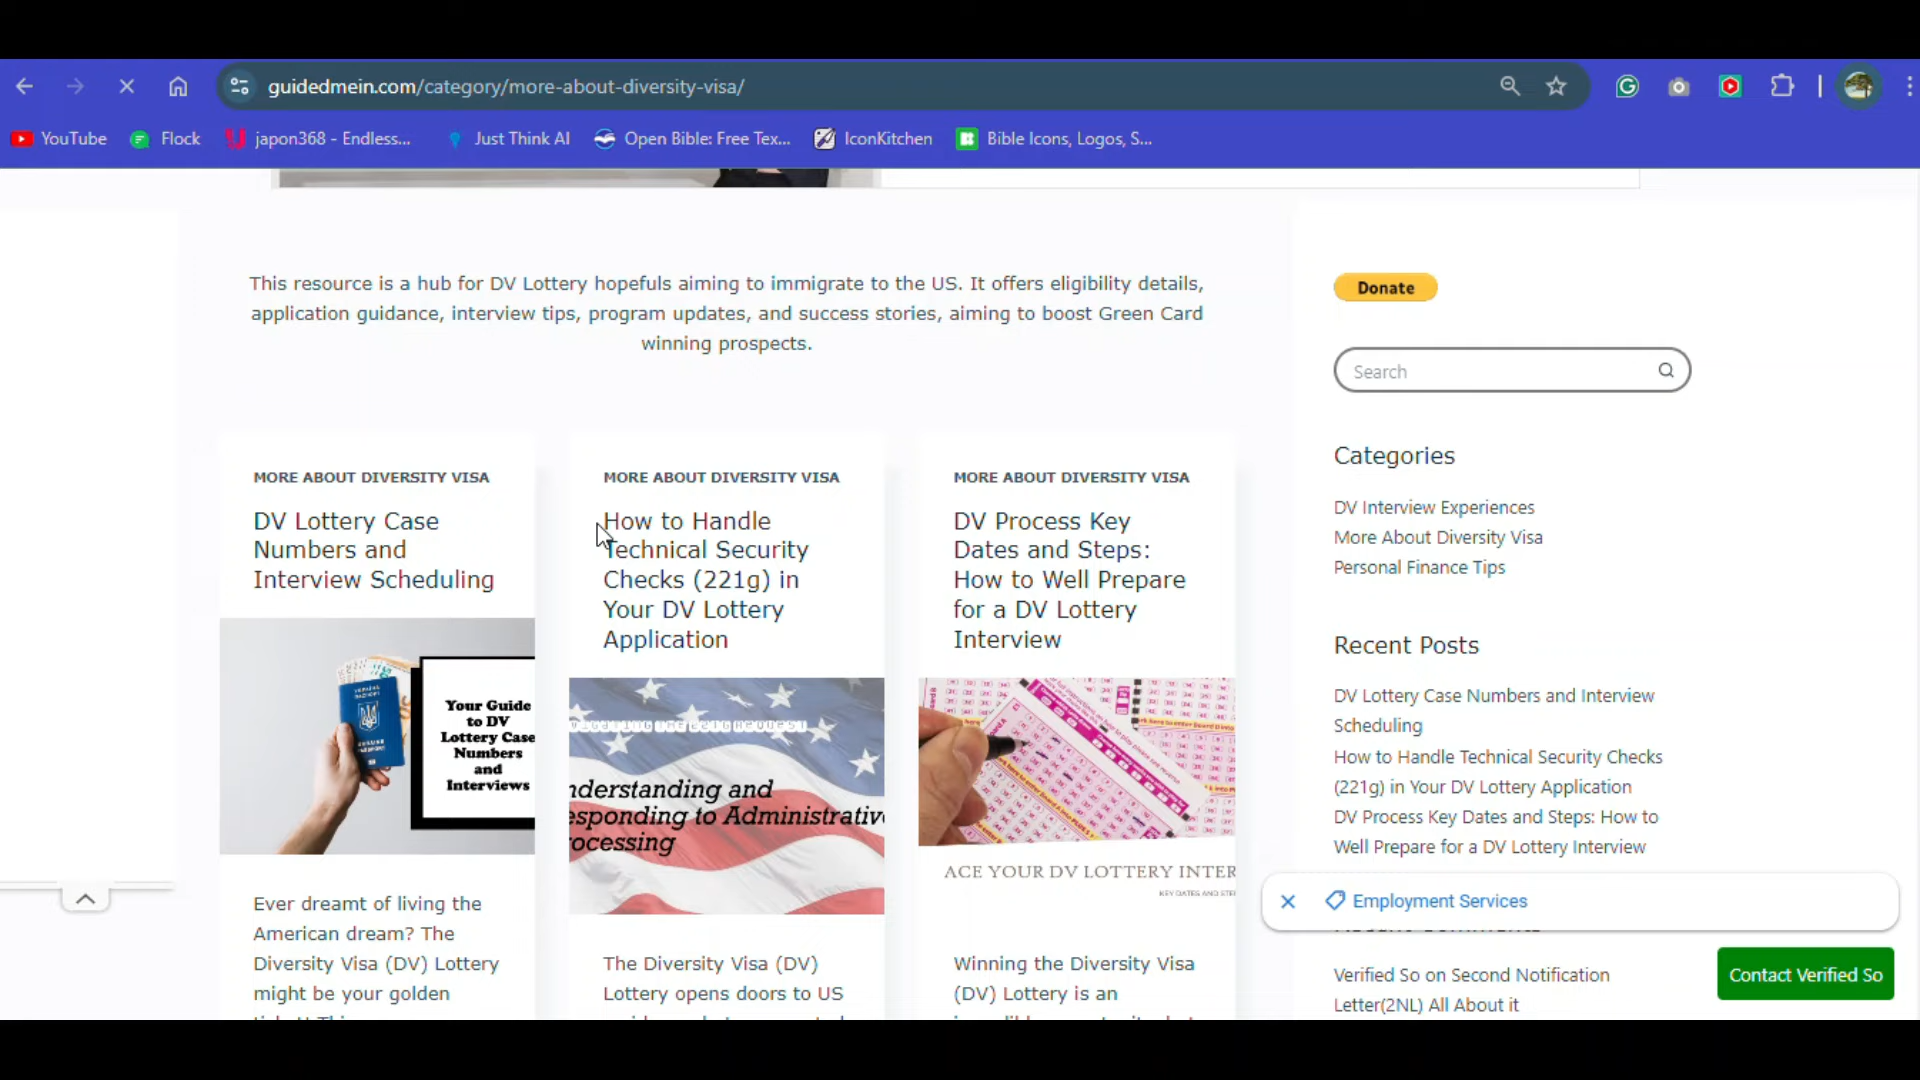 guidedmein.com/category/more-about-diversity-visa/
YouTube
Flock
japon368 - Endless...
Just Think AI
Open Bible: Free Tex...
IconKitchen
Bible Icons, Logos, S...
This resource is a hub for DV Lottery hopefuls aiming to immigrate to the US. It offers eligibility details,
application guidance, interview tips, program updates, and success stories, aiming to boost Green Card
winning prospects.
MORE ABOUT DIVERSITY VISA
DV Lottery Case
Numbers and
Interview Scheduling
Your Guide
to DV
Lottery Case
Numbers
and
Interviews
Ever dreamt of living the
American dream? The
Diversity Visa (DV) Lottery
might be your golden
MORE ABOUT DIVERSITY VISA
How to Handle
Technical Security
Checks (221g) in
Your DV Lottery
Application
nderstanding and
esponding to Administrative
ocessing
The Diversity Visa (DV)
Lottery opens doors to US
MORE ABOUT DIVERSITY VISA
DV Process Key
Dates and Steps:
How to Well Prepare
for a DV Lottery
Interview
ACE YOUR DV LOTTERY INTER
KEY DATES AND STE
Winning the Diversity Visa
(DV) Lottery is an
Donate
Search
Categories
DV Interview Experiences
More About Diversity Visa
Personal Finance Tips
Recent Posts
DV Lottery Case Numbers and Interview
Scheduling
How to Handle Technical Security Checks
(221g) in Your DV Lottery Application
DV Process Key Dates and Steps: How to
Well Prepare for a DV Lottery Interview
Employment Services
Verified So on Second Notification
Letter(2NL) All About it
Contact Verified So